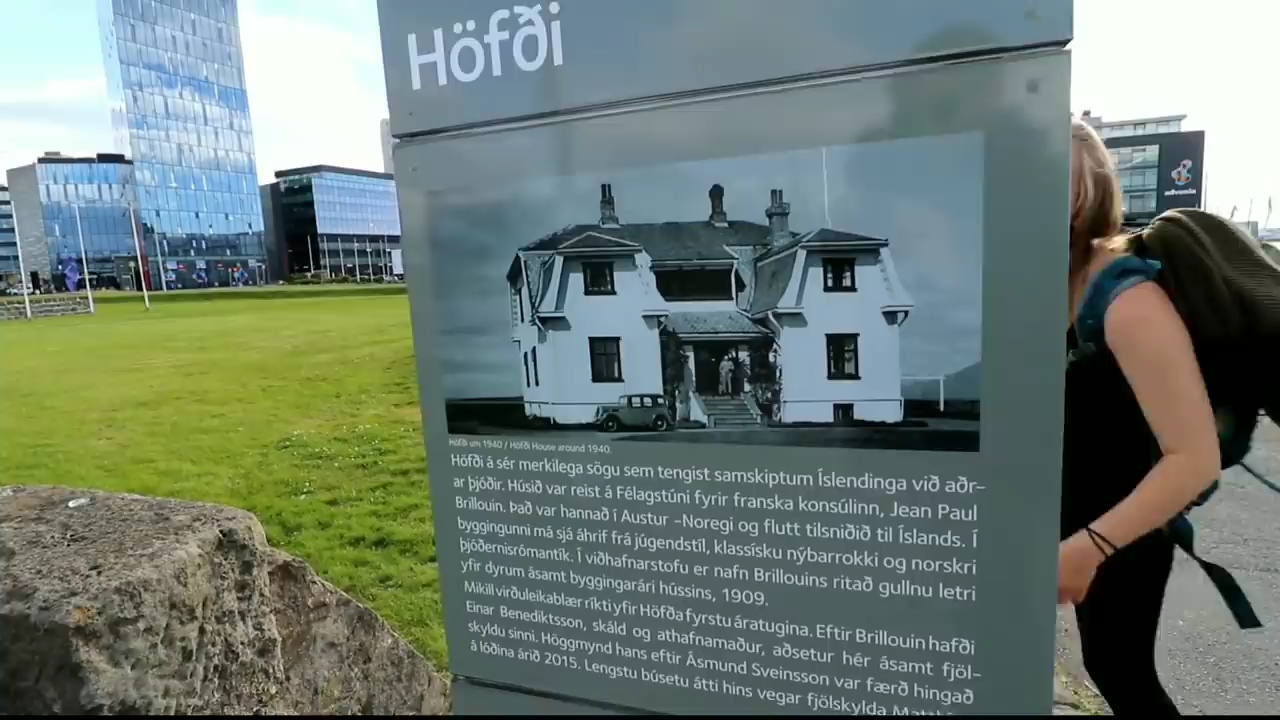 Höfði
advania
Höfði um 1940 / Höfði House around 1940.
Höfði á sér merkilega sögu sem tengist samskiptum Íslendinga við aðr-
ar þjóðir. Húsið var reist á Félagstúni fyrir franska konsúlinn, Jean Paul
Brillouin. Það var hannað í Austur -Noregi og flutt tilsniðið til Íslands. Í
byggingunni má sjá áhrif frá júgendstíl, klassísku nýbarrokki og norskri
þjóðernisrómantík. Í viðhafnarstofu er nafn Brillouins ritað gullnu letri
yfir dyrum ásamt byggingarári hússins, 1909.
Mikill virðuleikablær ríkti yfir Höfða fyrstu áratugina. Eftir Brillouin hafði
Einar Benediktsson, skáld og athafnamaður, aðsetur hér ásamt fjöl-
skyldu sinni. Höggmynd hans eftir Ásmund Sveinsson var færð hingað
á lóðina árið 2015. Lengstu búsetu átti hins vegar fjölskylda